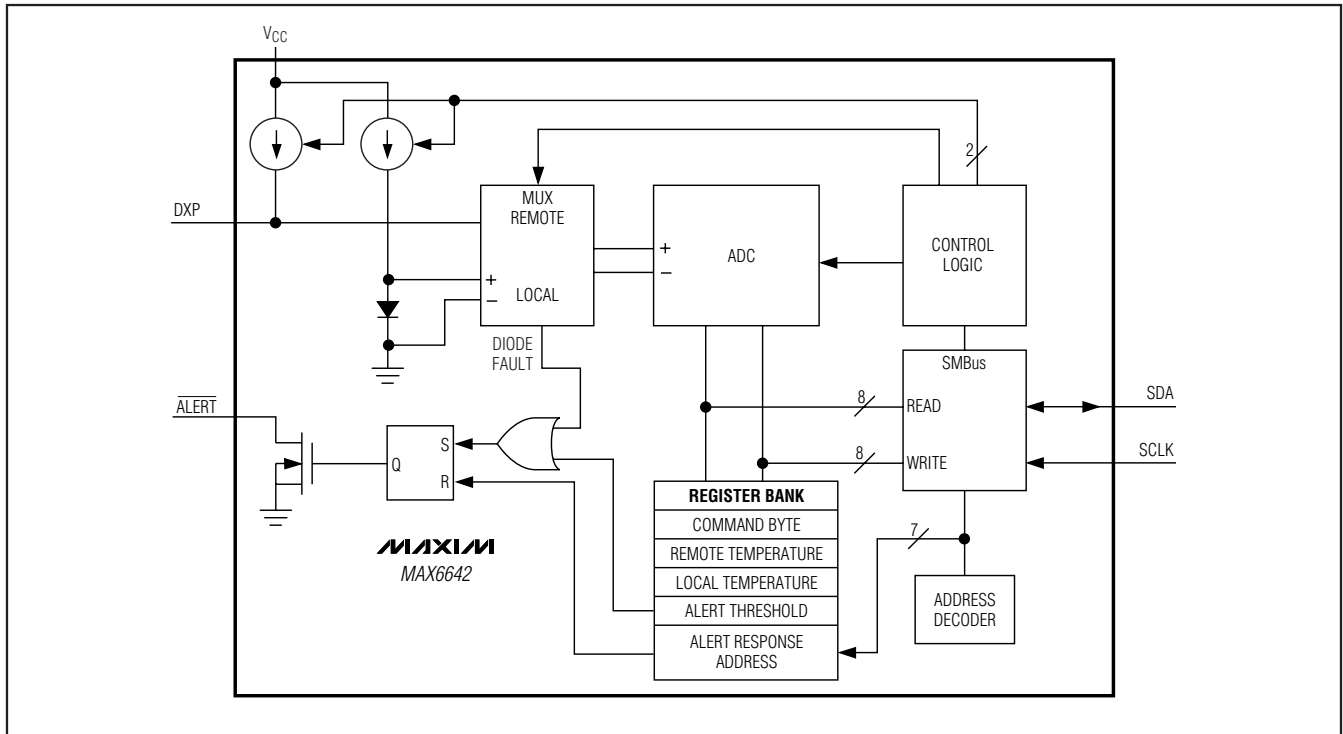 VCC
2
DXP
MUX
REMOTE
+
LOCAL
−
+
−
ADC
CONTROL
LOGIC
DIODE
FAULT
SMBus
READ
WRITE
8
8
SDA
SCLK
ALERT
S
Q
R
MAXIM
MAX6642
REGISTER BANK
COMMAND BYTE
REMOTE TEMPERATURE
LOCAL TEMPERATURE
ALERT THRESHOLD
ALERT RESPONSE
ADDRESS
7
ADDRESS
DECODER